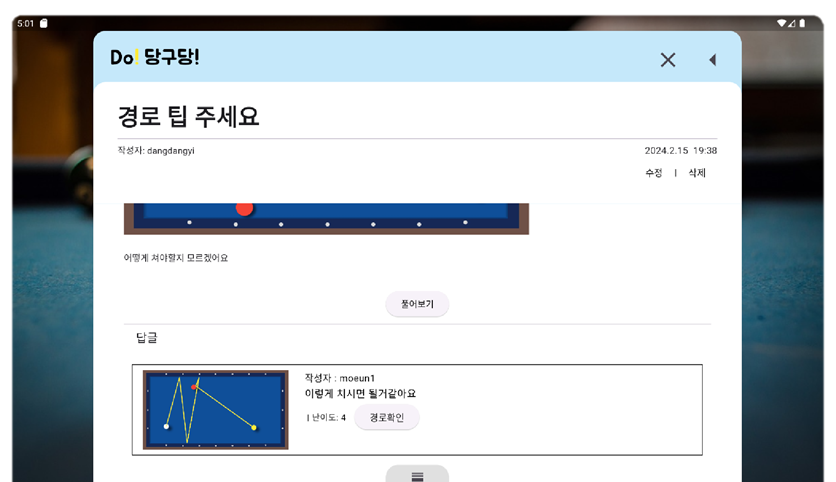 5:01
Do! 당구당!
경로 팁 주세요
작성자: dangdangyi
2024.2.15 19:38
수정 | 삭제
어떻게 쳐야할지 모르겠어요
풀어보기
답글
작성자 : moeun1
이렇게 치시면 될거같아요
| 난이도: 4 경로확인